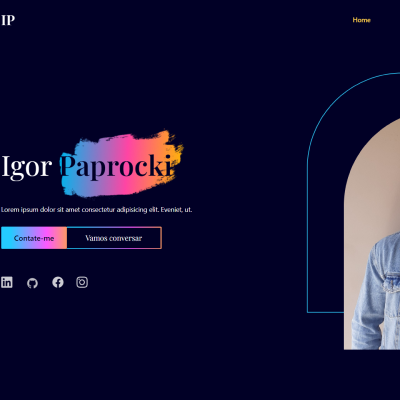 IP
Home
Igor Paprocki
Lorem ipsum dolor sit amet consectetur adipisicing elit. Eveniet, ut.
Contate-me
Vamos conversar